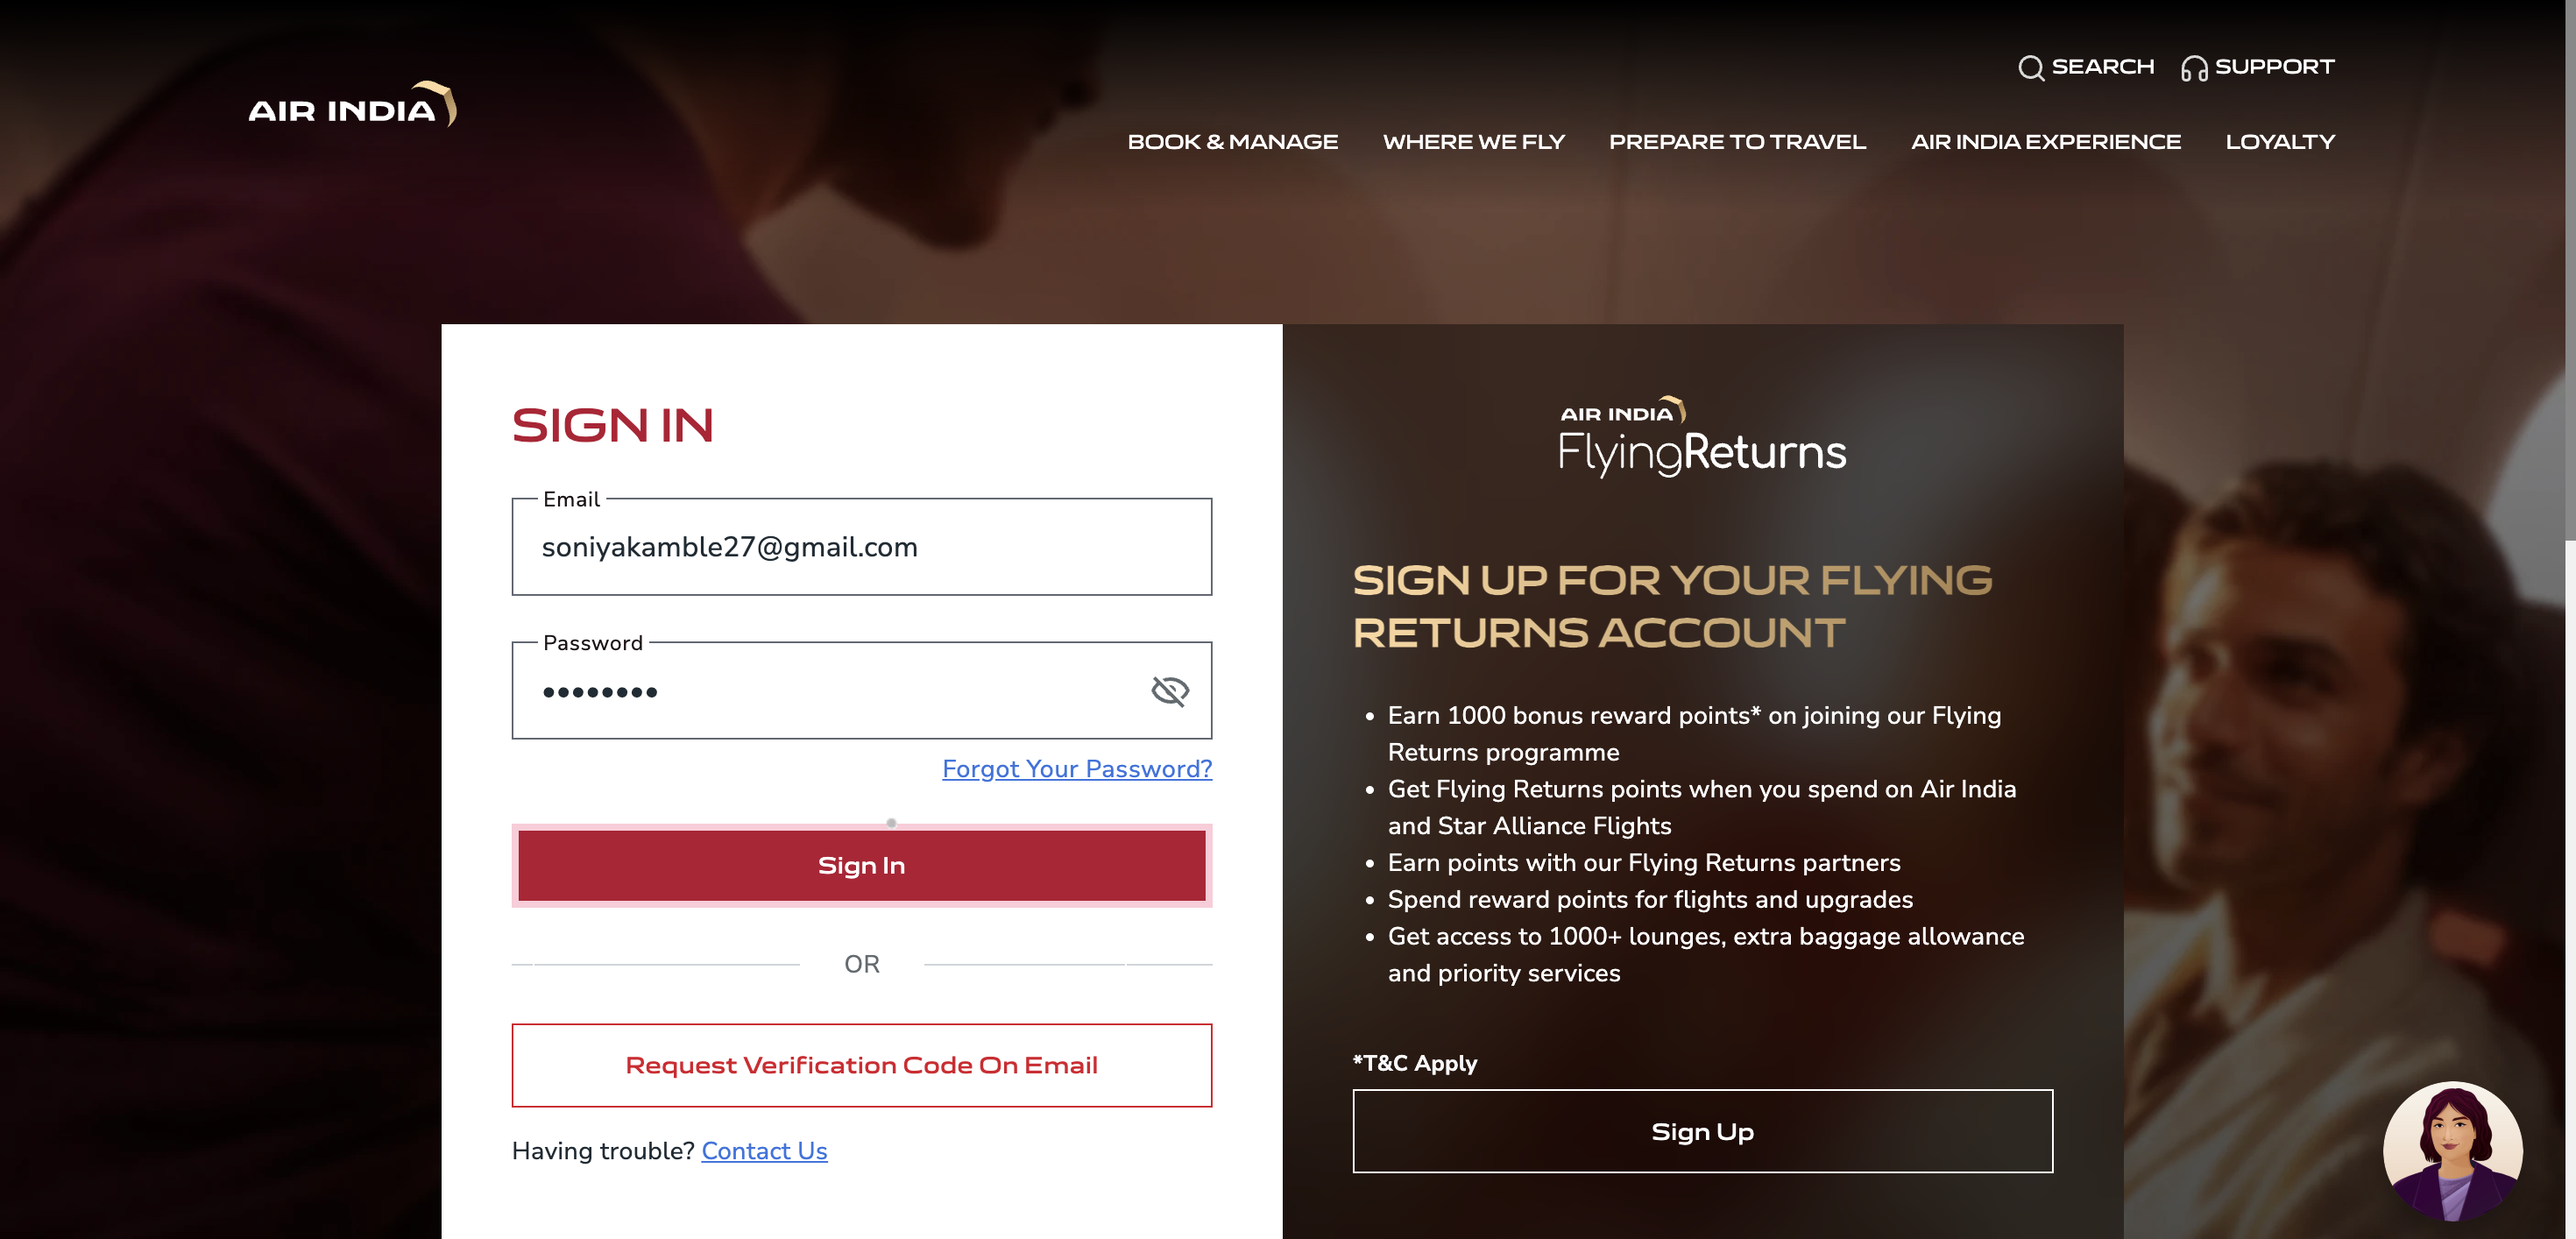 SEARCH SUPPORT
AIR INDIA
BOOK & MANAGE WHERE WE FLY PREPARE TO TRAVEL AIR INDIA EXPERIENCE LOYALTY
SIGN IN
Email
soniyakamble27@gmail.com
Password
••••••••
Forgot Your Password?
Sign In
OR
Request Verification Code On Email
Having trouble? Contact Us
AIR INDIA
FlyingReturns
SIGN UP FOR YOUR FLYING
RETURNS ACCOUNT
• Earn 1000 bonus reward points* on joining our Flying
Returns programme
• Get Flying Returns points when you spend on Air India
and Star Alliance Flights
• Earn points with our Flying Returns partners
• Spend reward points for flights and upgrades
• Get access to 1000+ lounges, extra baggage allowance
and priority services
*T&C Apply
Sign Up